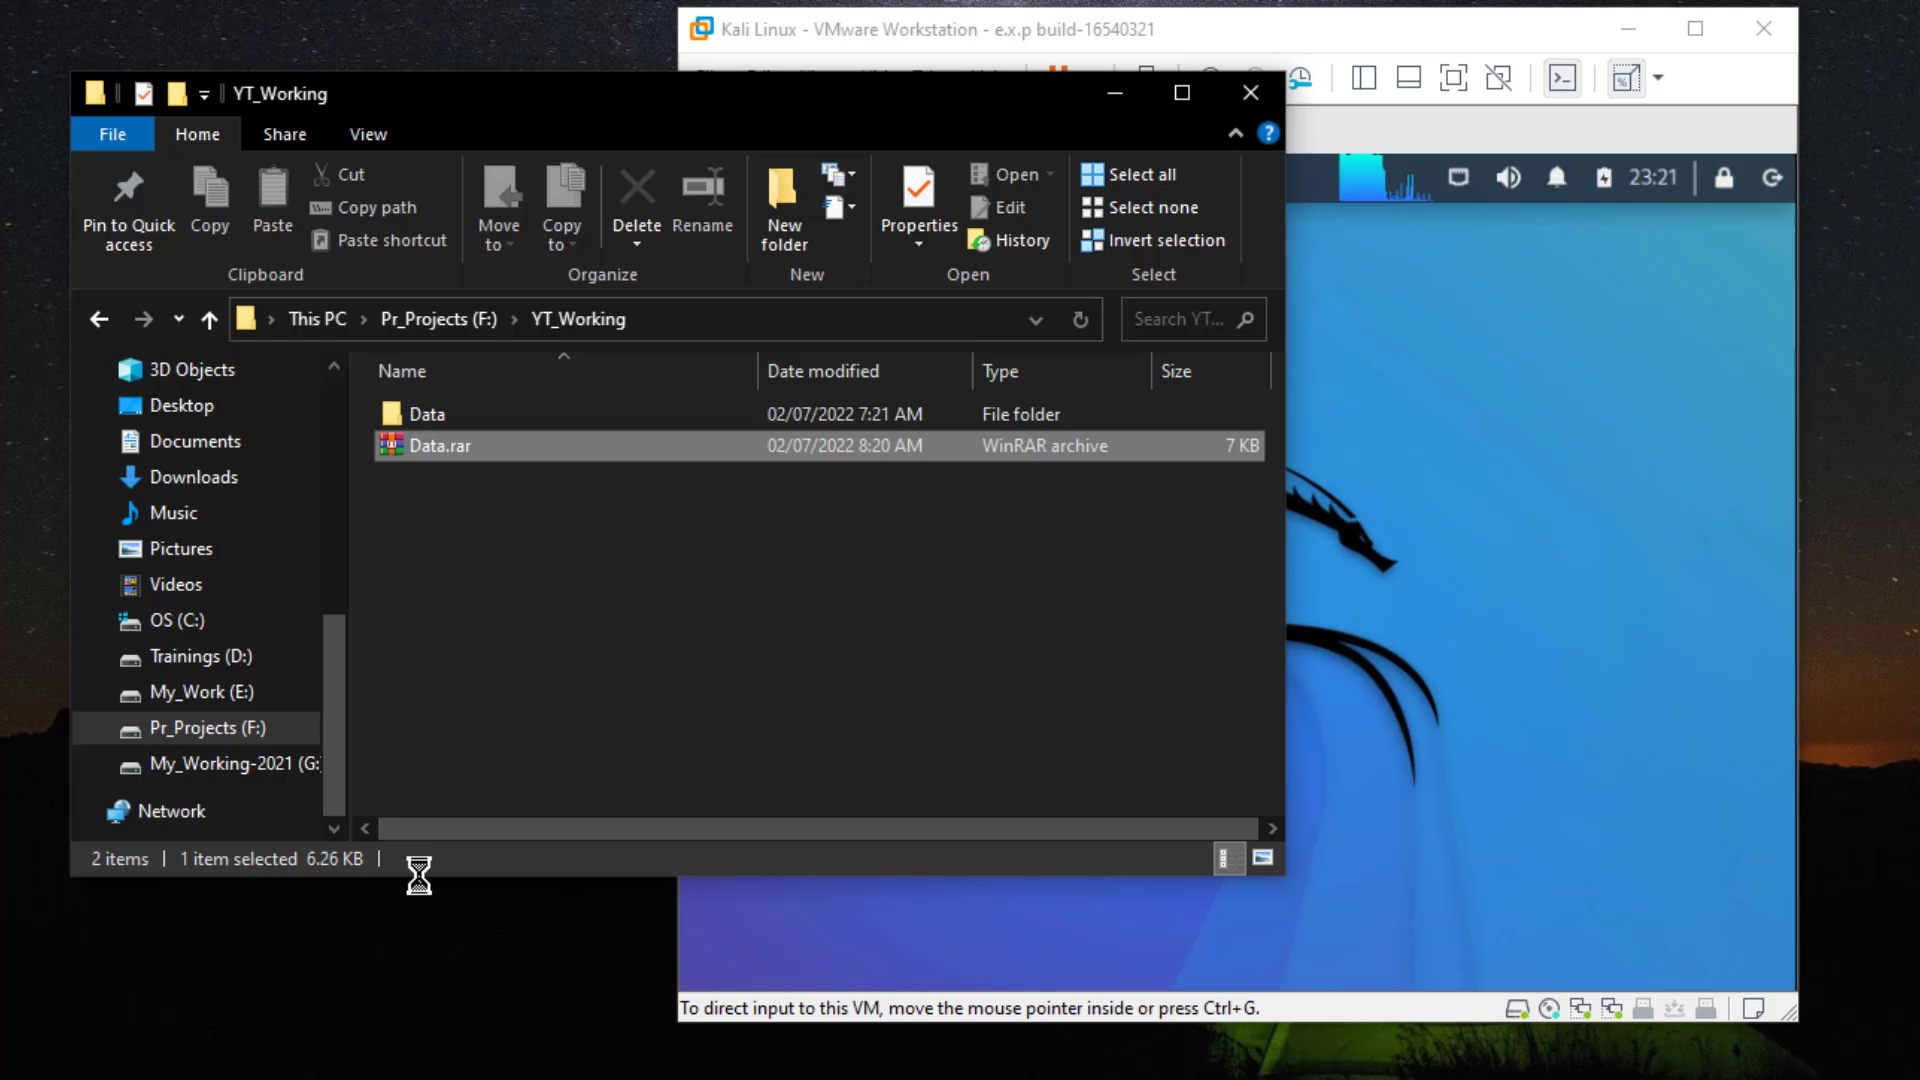 Kali Linux - VMware Workstation - e.x.p build-16540321
YT_Working
File Home Share View
Pin to Quick access
Copy
Paste
Cut
Copy path
Paste shortcut
Move to
Copy to
Delete
Rename
New folder
Properties
Open
Edit
History
Select all
Select none
Invert selection
Clipboard Organize New Open Select
23:21
This PC Pr_Projects (F:) YT_Working
Search YT...
3D Objects
Desktop
Documents
Downloads
Music
Pictures
Videos
OS (C:)
Trainings (D:)
My_Work (E:)
Pr_Projects (F:)
My_Working-2021 (G:
Network
Name Date modified Type Size
Data 02/07/2022 7:21 AM File folder
Data.rar 02/07/2022 8:20 AM WinRAR archive 7 KB
2 items 1 item selected 6.26 KB
To direct input to this VM, move the mouse pointer inside or press Ctrl+G.